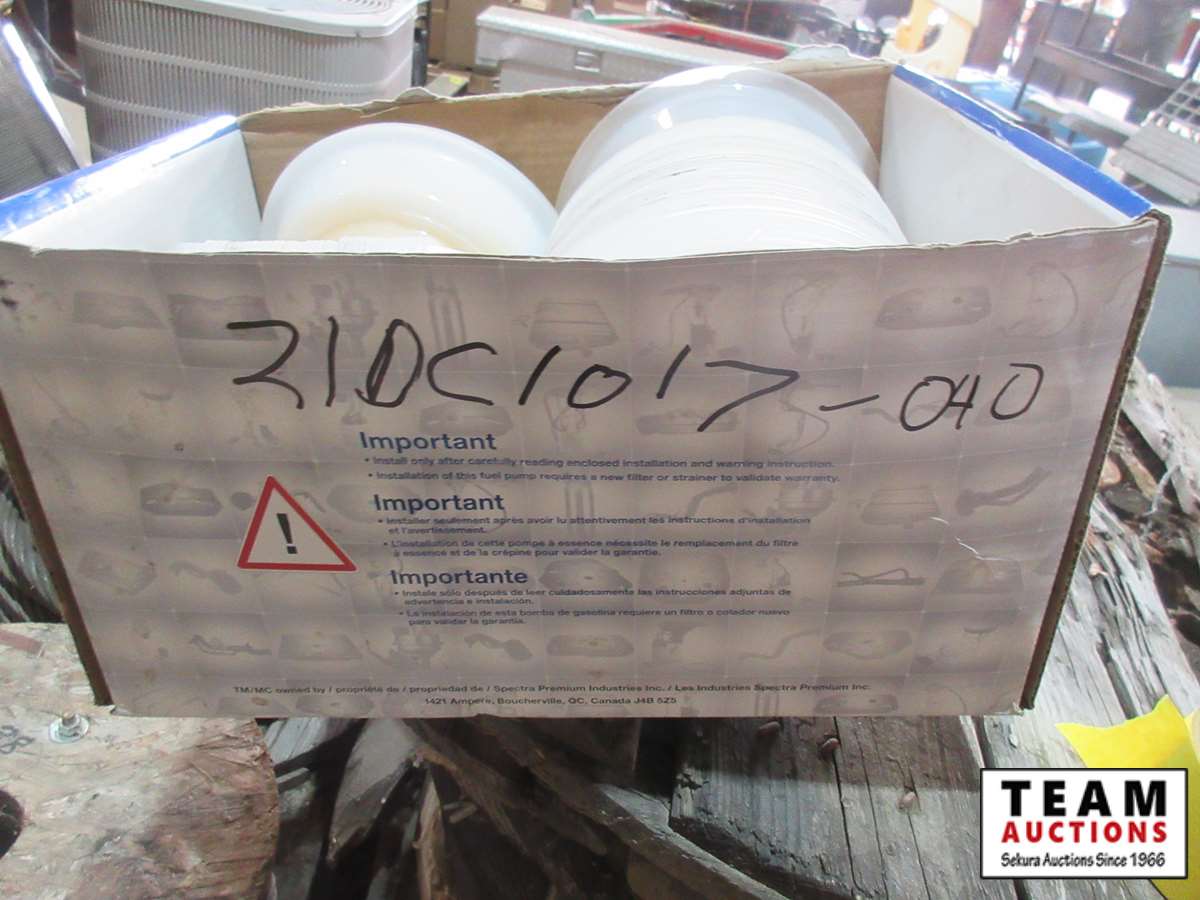 21DC1017-040
Important
• Install only after carefully reading enclosed installation and warning instruction.
• Installation of this fuel pump requires a new filter or strainer to validate warranty.
Important
• Installer seulement après avoir lu attentivement les instructions d'installation
et l'avertissement.
• L'installation de cette pompe à essence nécessite le remplacement du filtre
à essence et de la crépine pour valider la garantie.
Importante
• Instele sólo después de leer cuidadosamente las instrucciones adjuntas de
advertencia e instalación.
• La instalación de esta bomba de gasolina requiere un filtro o colador nuevo
para validar la garantía.
TM/MC owned by / propriété de / propriedad de / Spectra Premium Industries Inc. / Les Industries Spectra Premium Inc.
1421 Ampère, Boucherville, QC, Canada J4B 5Z5
TEAM
AUCTIONS
Sekura Auctions Since 1966